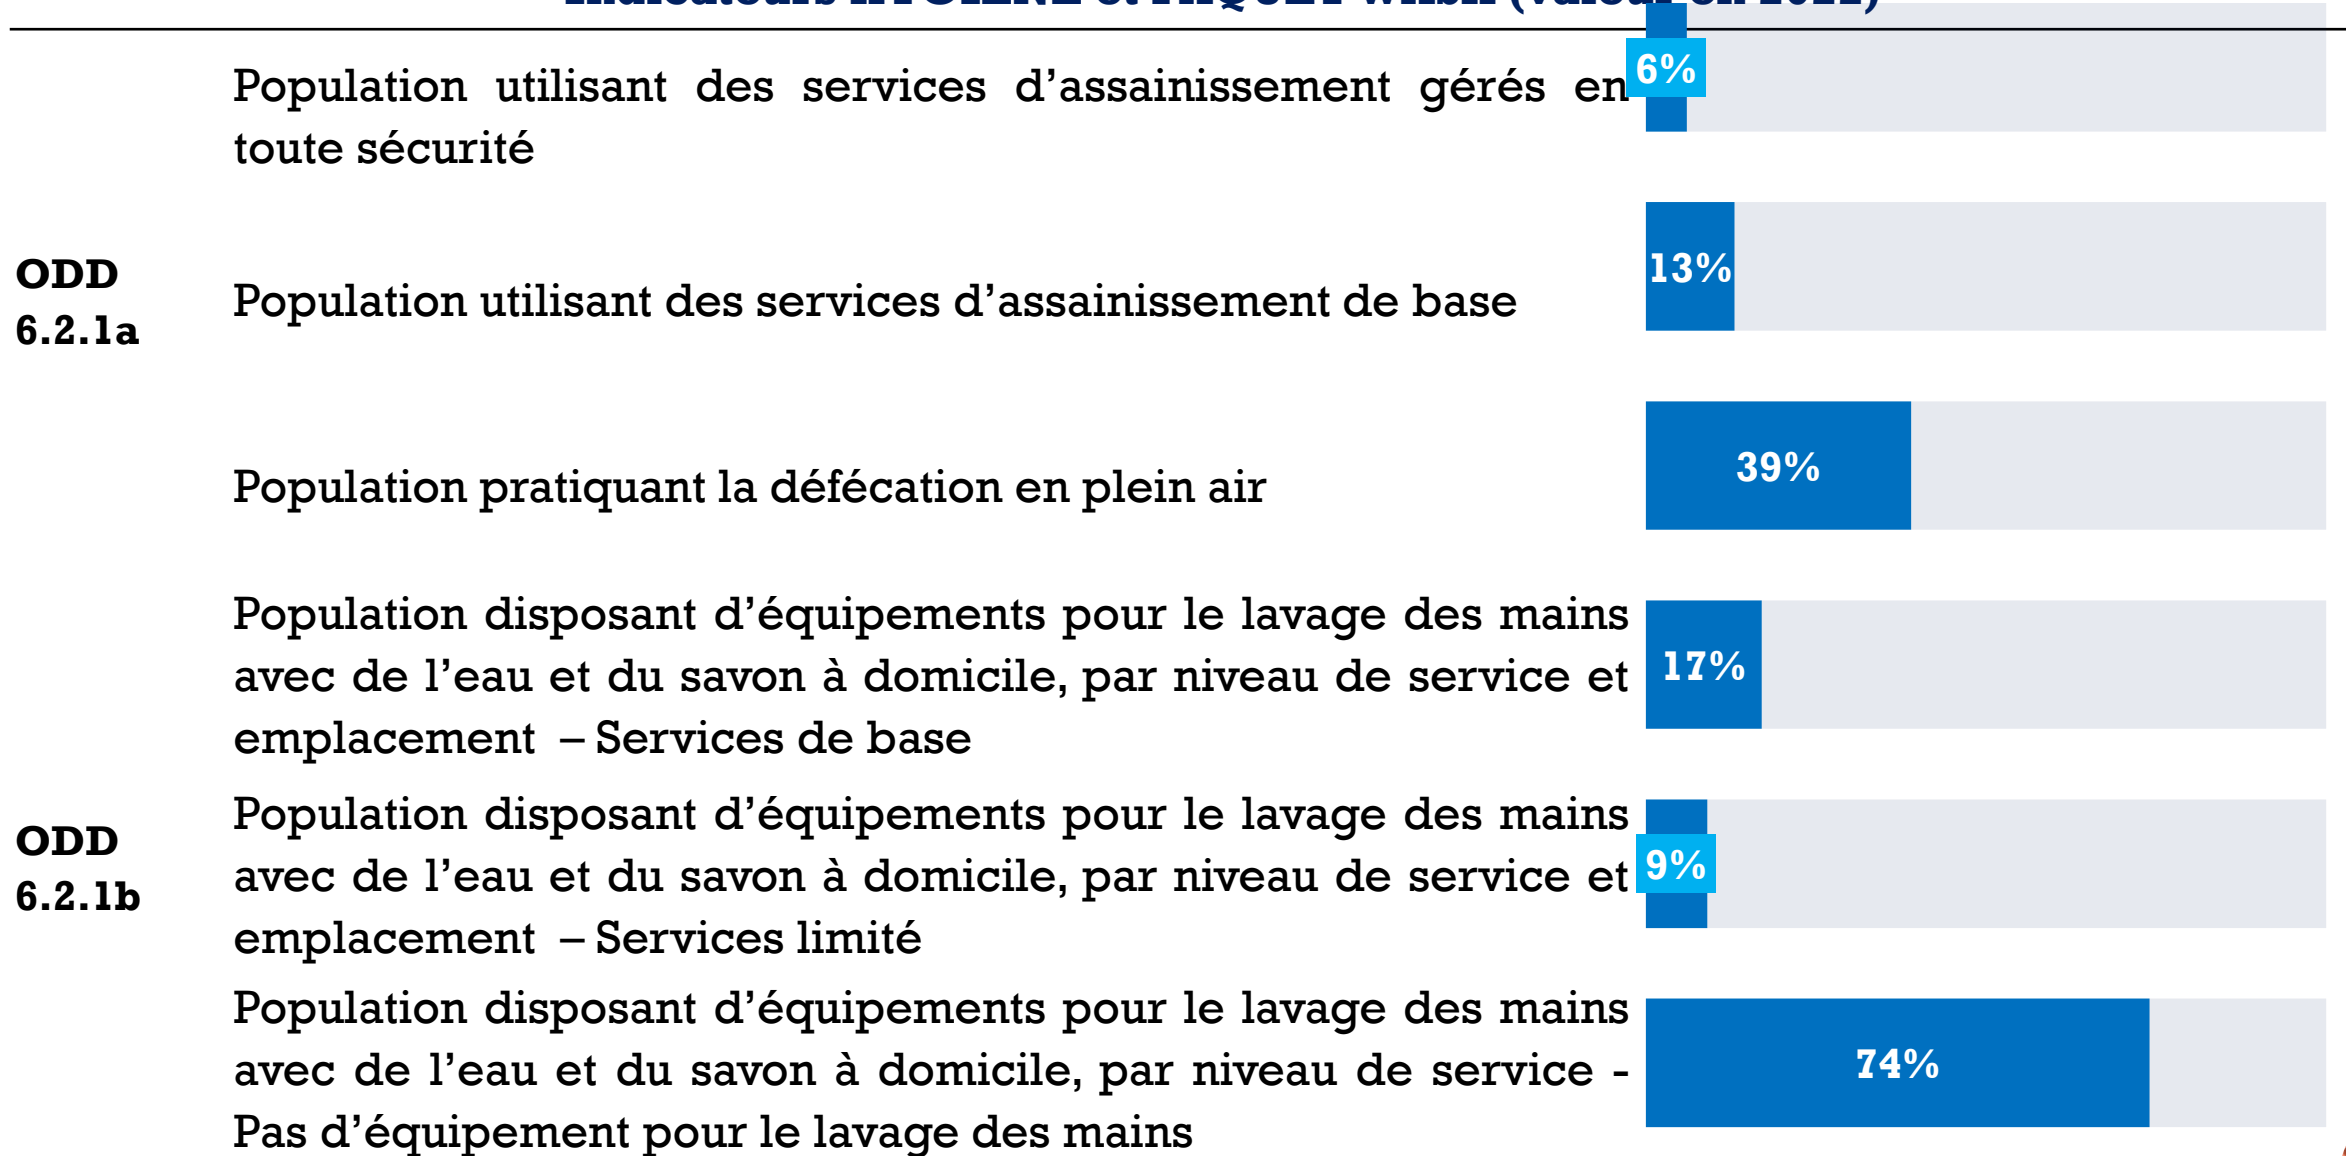 Population utilisant des services d’assainissement gérés en
toute sécurité
6%
ODD
6.2.1a
Population utilisant des services d’assainissement de base
13%
Population pratiquant la défécation en plein air
39%
Population disposant d’équipements pour le lavage des mains
avec de l’eau et du savon à domicile, par niveau de service et
emplacement – Services de base
17%
ODD
6.2.1b
Population disposant d’équipements pour le lavage des mains
avec de l’eau et du savon à domicile, par niveau de service et
emplacement – Services limité
9%
Population disposant d’équipements pour le lavage des mains
avec de l’eau et du savon à domicile, par niveau de service -
Pas d’équipement pour le lavage des mains
74%